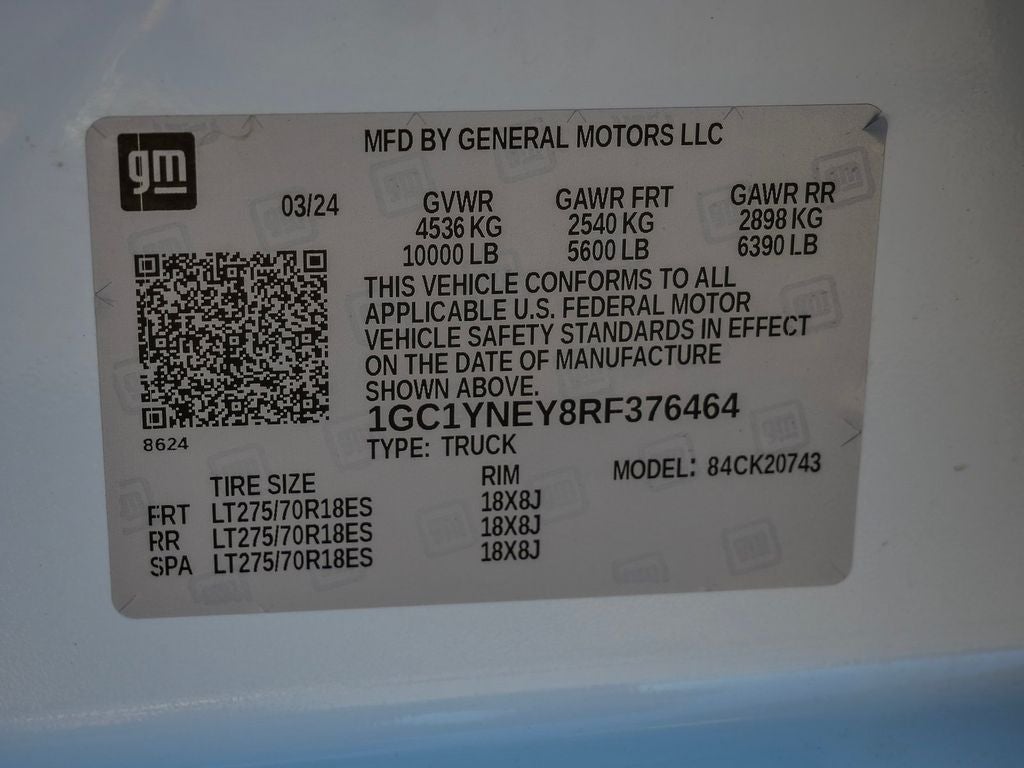 gm
MFD BY GENERAL MOTORS LLC
03/24
GVWR GAWR FRT GAWR RR
4536 KG 2540 KG 2898 KG
10000 LB 5600 LB 6390 LB
THIS VEHICLE CONFORMS TO ALL
APPLICABLE U.S. FEDERAL MOTOR
VEHICLE SAFETY STANDARDS IN EFFECT
ON THE DATE OF MANUFACTURE
SHOWN ABOVE.
1GC1YNEY8RF376464
8624
TYPE: TRUCK
MODEL: 84CK20743
TIRE SIZE RIM
FRT LT275/70R18ES 18X8J
RR LT275/70R18ES 18X8J
SPA LT275/70R18ES 18X8J